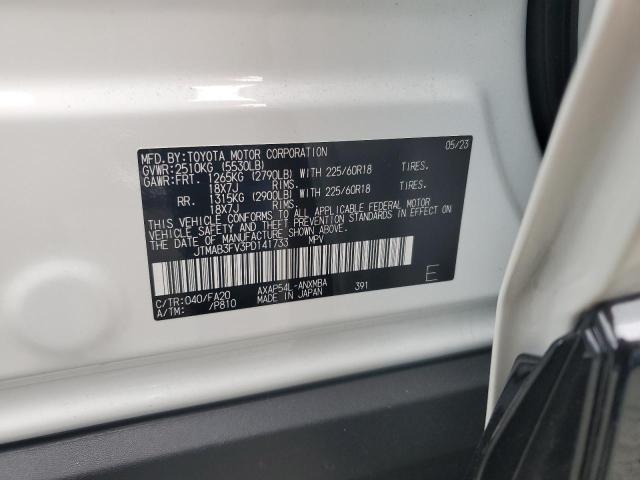 MFD.BY:TOYOTA MOTOR CORPORATION 05/23
GVWR:2510KG (5530LB)
GAWR:FRT. 1265KG (2790LB) WITH 225/60R18 TIRES.
18X7J RIMS.
RR. 1315KG (2900LB) WITH 225/60R18 TIRES.
18X7J RIMS.
THIS VEHICLE CONFORMS TO ALL APPLICABLE FEDERAL MOTOR
VEHICLE SAFETY AND THEFT PREVENTION STANDARDS IN EFFECT
ON THE DATE OF MANUFACTURE SHOWN ABOVE.
JTMAB3FV3PD141733 MPV
E
C/TR:040/FA20 AXAP54L-ANXMBA 391
A/TM: /P810 MADE IN JAPAN